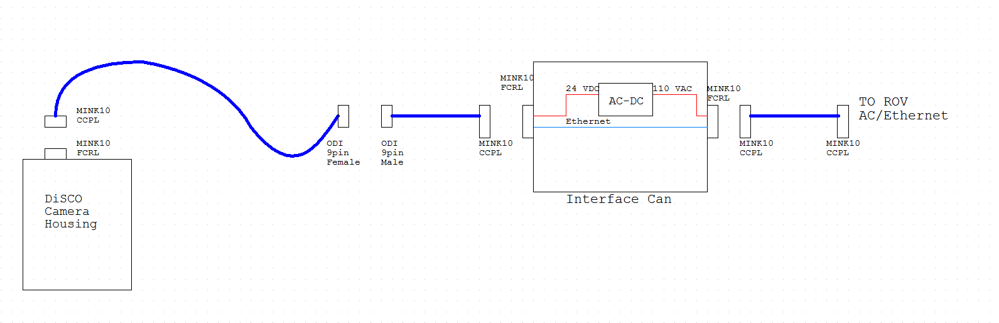 MINK10
CCPL
MINK10
FCRL
DiSCO
Camera
Housing
ODI
9pin
Female
ODI
9pin
Male
MINK10
CCPL
MINK10
FCRL
24 VDC
AC-DC
110 VAC
Ethernet
Interface Can
MINK10
FCRL
MINK10
CCPL
MINK10
CCPL
TO ROV
AC/Ethernet